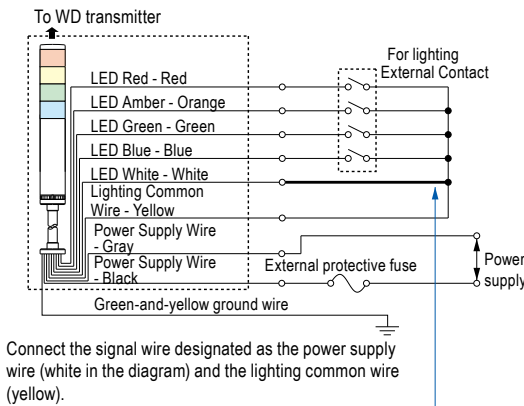 To WD transmitter
For lighting
External Contact
LED Red - Red
LED Amber - Orange
LED Green - Green
LED Blue - Blue
LED White - White
Lighting Common
Wire - Yellow
Power Supply Wire
- Gray
Power Supply Wire
- Black
External protective fuse
Power
supply
Green-and-yellow ground wire
Connect the signal wire designated as the power supply
wire (white in the diagram) and the lighting common wire
(yellow).